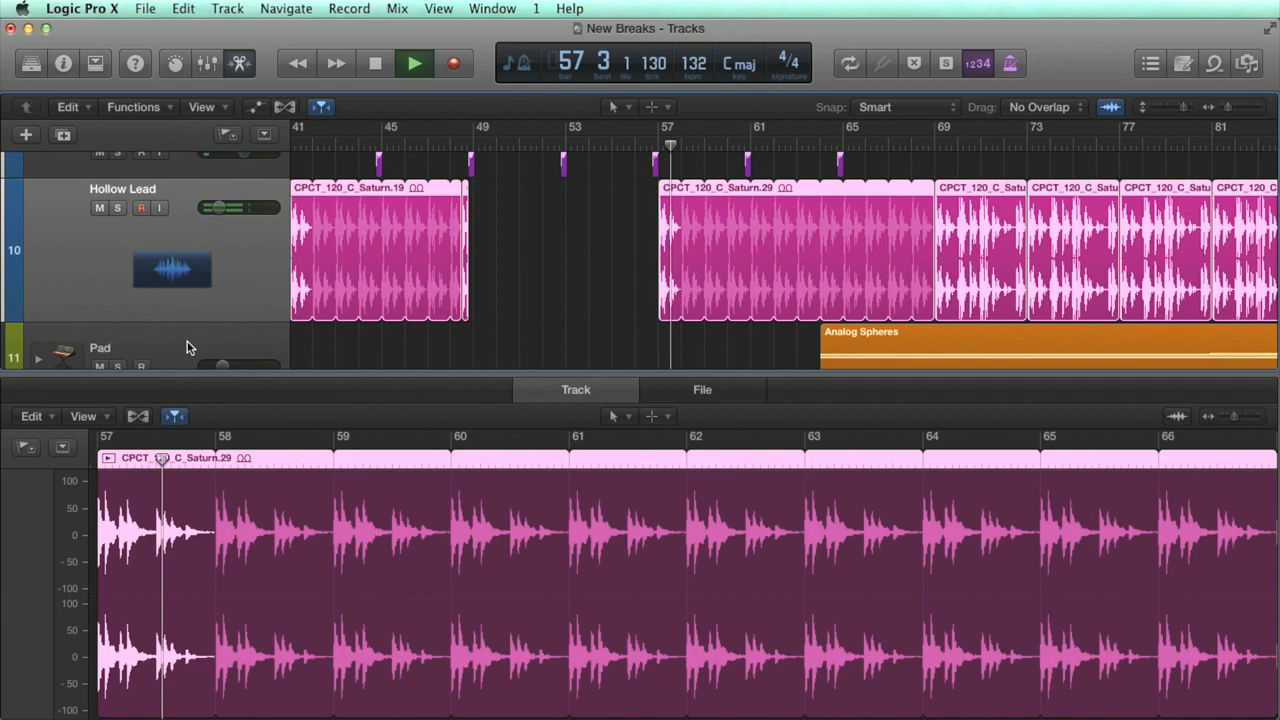 Logic Pro X File Edit Track Navigate Record Mix View Window 1 Help
New Breaks - Tracks
57 3 1 130 132 C maj 4/4
bar beat div tick bpm key signature
1234
Edit Functions View Snap: Smart Drag: No Overlap
41 45 49 53 57 61 65 69 73 77 81
M S R I
Hollow Lead
CPCT_120_C_Saturn.19 CPCT_120_C_Saturn.29 CPCT_120_C_Satu CPCT_120_C_Satu CPCT_120_C_Satu CPCT_120_C
M S R I
10
11
Pad
Analog Spheres
M S R
Track File
Edit View
57 58 59 60 61 62 63 64 65 66
CPCT_120_C_Saturn.29
100
50
0
- 50
-100
100
50
0
- 50
-100